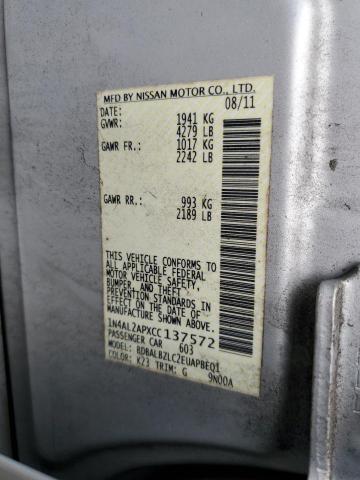 MFD BY NISSAN MOTOR CO., LTD.
DATE: 08/11
GVWR: 1941 KG
4279 LB
GAWR FR.: 1017 KG
2242 LB
GAWR RR.: 993 KG
2189 LB
THIS VEHICLE CONFORMS TO
ALL APPLICABLE FEDERAL
MOTOR VEHICLE SAFETY,
BUMPER, AND THEFT
PREVENTION STANDARDS IN
EFFECT ON THE DATE OF
MANUFACTURE SHOWN ABOVE.
1N4AL2APXCC137572
PASSENGER CAR 603
MODEL: BDBALBZLC2EUAPBEQ1
COLOR: K23 TRIM: G 9N00A